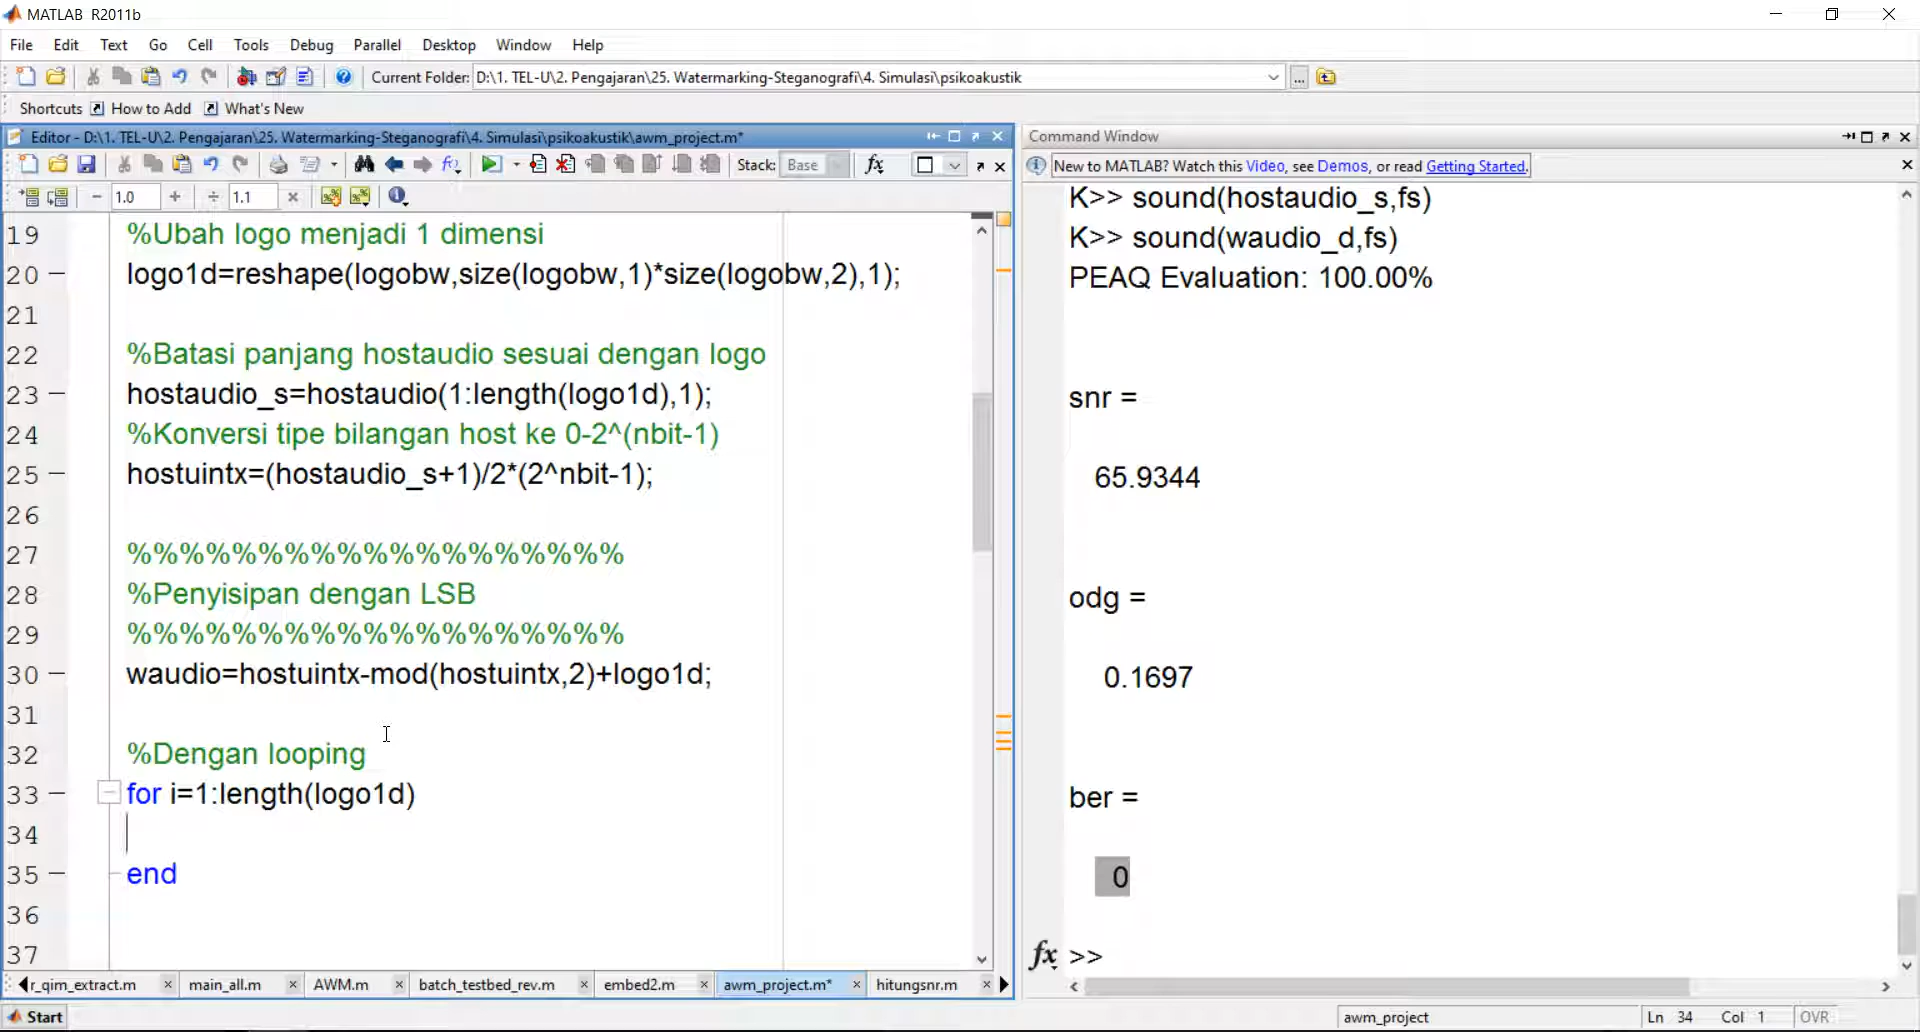 MATLAB R2011b
File Edit Text Go Cell Tools Debug Parallel Desktop Window Help
Current Folder: D:\1. TEL-U\2. Pengajaran\25. Watermarking-Steganografi\4. Simulasi\psikoakustik
Shortcuts How to Add What's New
Editor - D:\1. TEL-U\2. Pengajaran\25. Watermarking-Steganografi\4. Simulasi\psikoakustik\awm_project.m*
Stack: Base fx
1.0 + ÷ 1.1 ×
19 %Ubah logo menjadi 1 dimensi
20 logo1d=reshape(logobw,size(logobw,1)*size(logobw,2),1);
21
22 %Batasi panjang hostaudio sesuai dengan logo
23 hostaudio_s=hostaudio(1:length(logo1d),1);
24 %Konversi tipe bilangan host ke 0-2^(nbit-1)
25 hostuintx=(hostaudio_s+1)/2*(2^nbit-1);
26
27 %%%%%%%%%%%%%%%%%%%
28 %Penyisipan dengan LSB
29 %%%%%%%%%%%%%%%%%%%
30 waudio=hostuintx-mod(hostuintx,2)+logo1d;
31
32 %Dengan looping
33 for i=1:length(logo1d)
34
35 end
36
37
r_qim_extract.m main_all.m AWM.m batch_testbed_rev.m embed2.m awm_project.m* hitungsnr.m
Command Window
New to MATLAB? Watch this Video, see Demos, or read Getting Started.
K>> sound(hostaudio_s,fs)
K>> sound(waudio_d,fs)
PEAQ Evaluation: 100.00%
snr =
65.9344
odg =
0.1697
ber =
0
fx >>
Start
awm_project Ln 34 Col 1 OVR